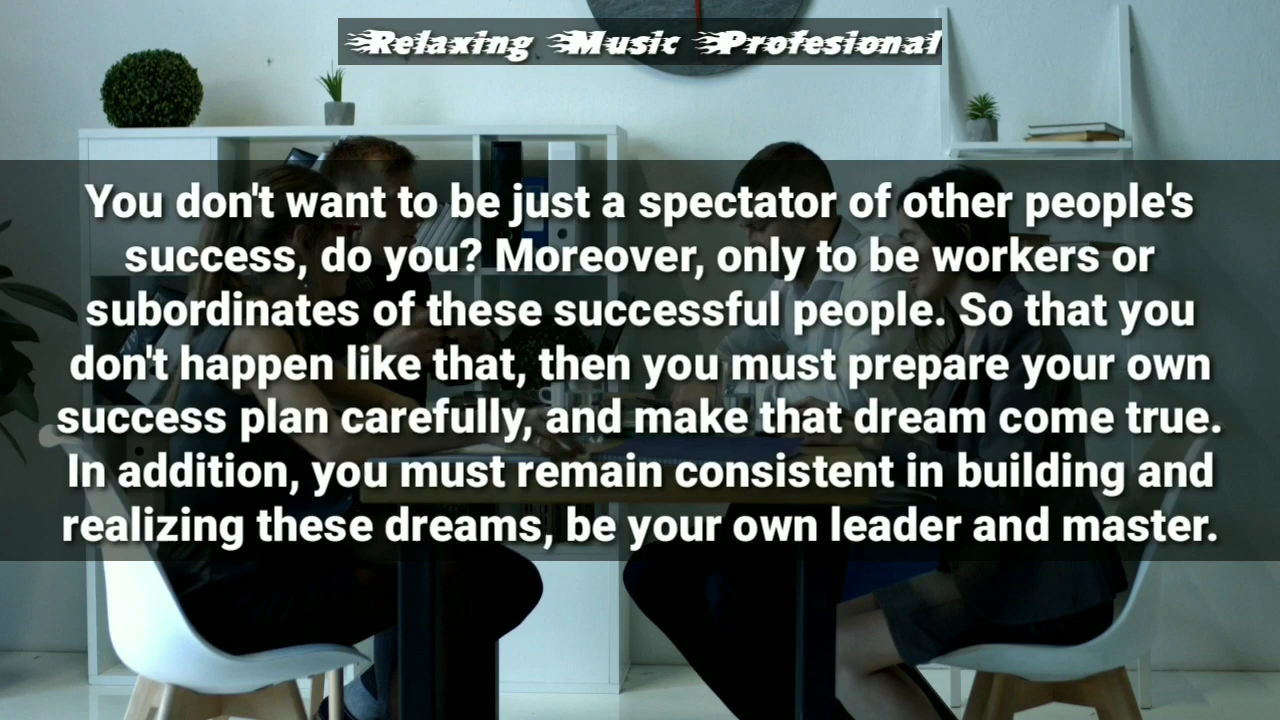 Relaxing Music Profesional
You don't want to be just a spectator of other people's
success, do you? Moreover, only to be workers or
subordinates of these successful people. So that you
don't happen like that, then you must prepare your own
success plan carefully, and make that dream come true.
In addition, you must remain consistent in building and
realizing these dreams, be your own leader and master.